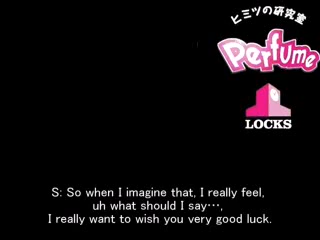 ヒミツの研究室
Perfume
LOCKS
S: So when I imagine that, I really feel,
uh what should I say…,
I really want to wish you very good luck.